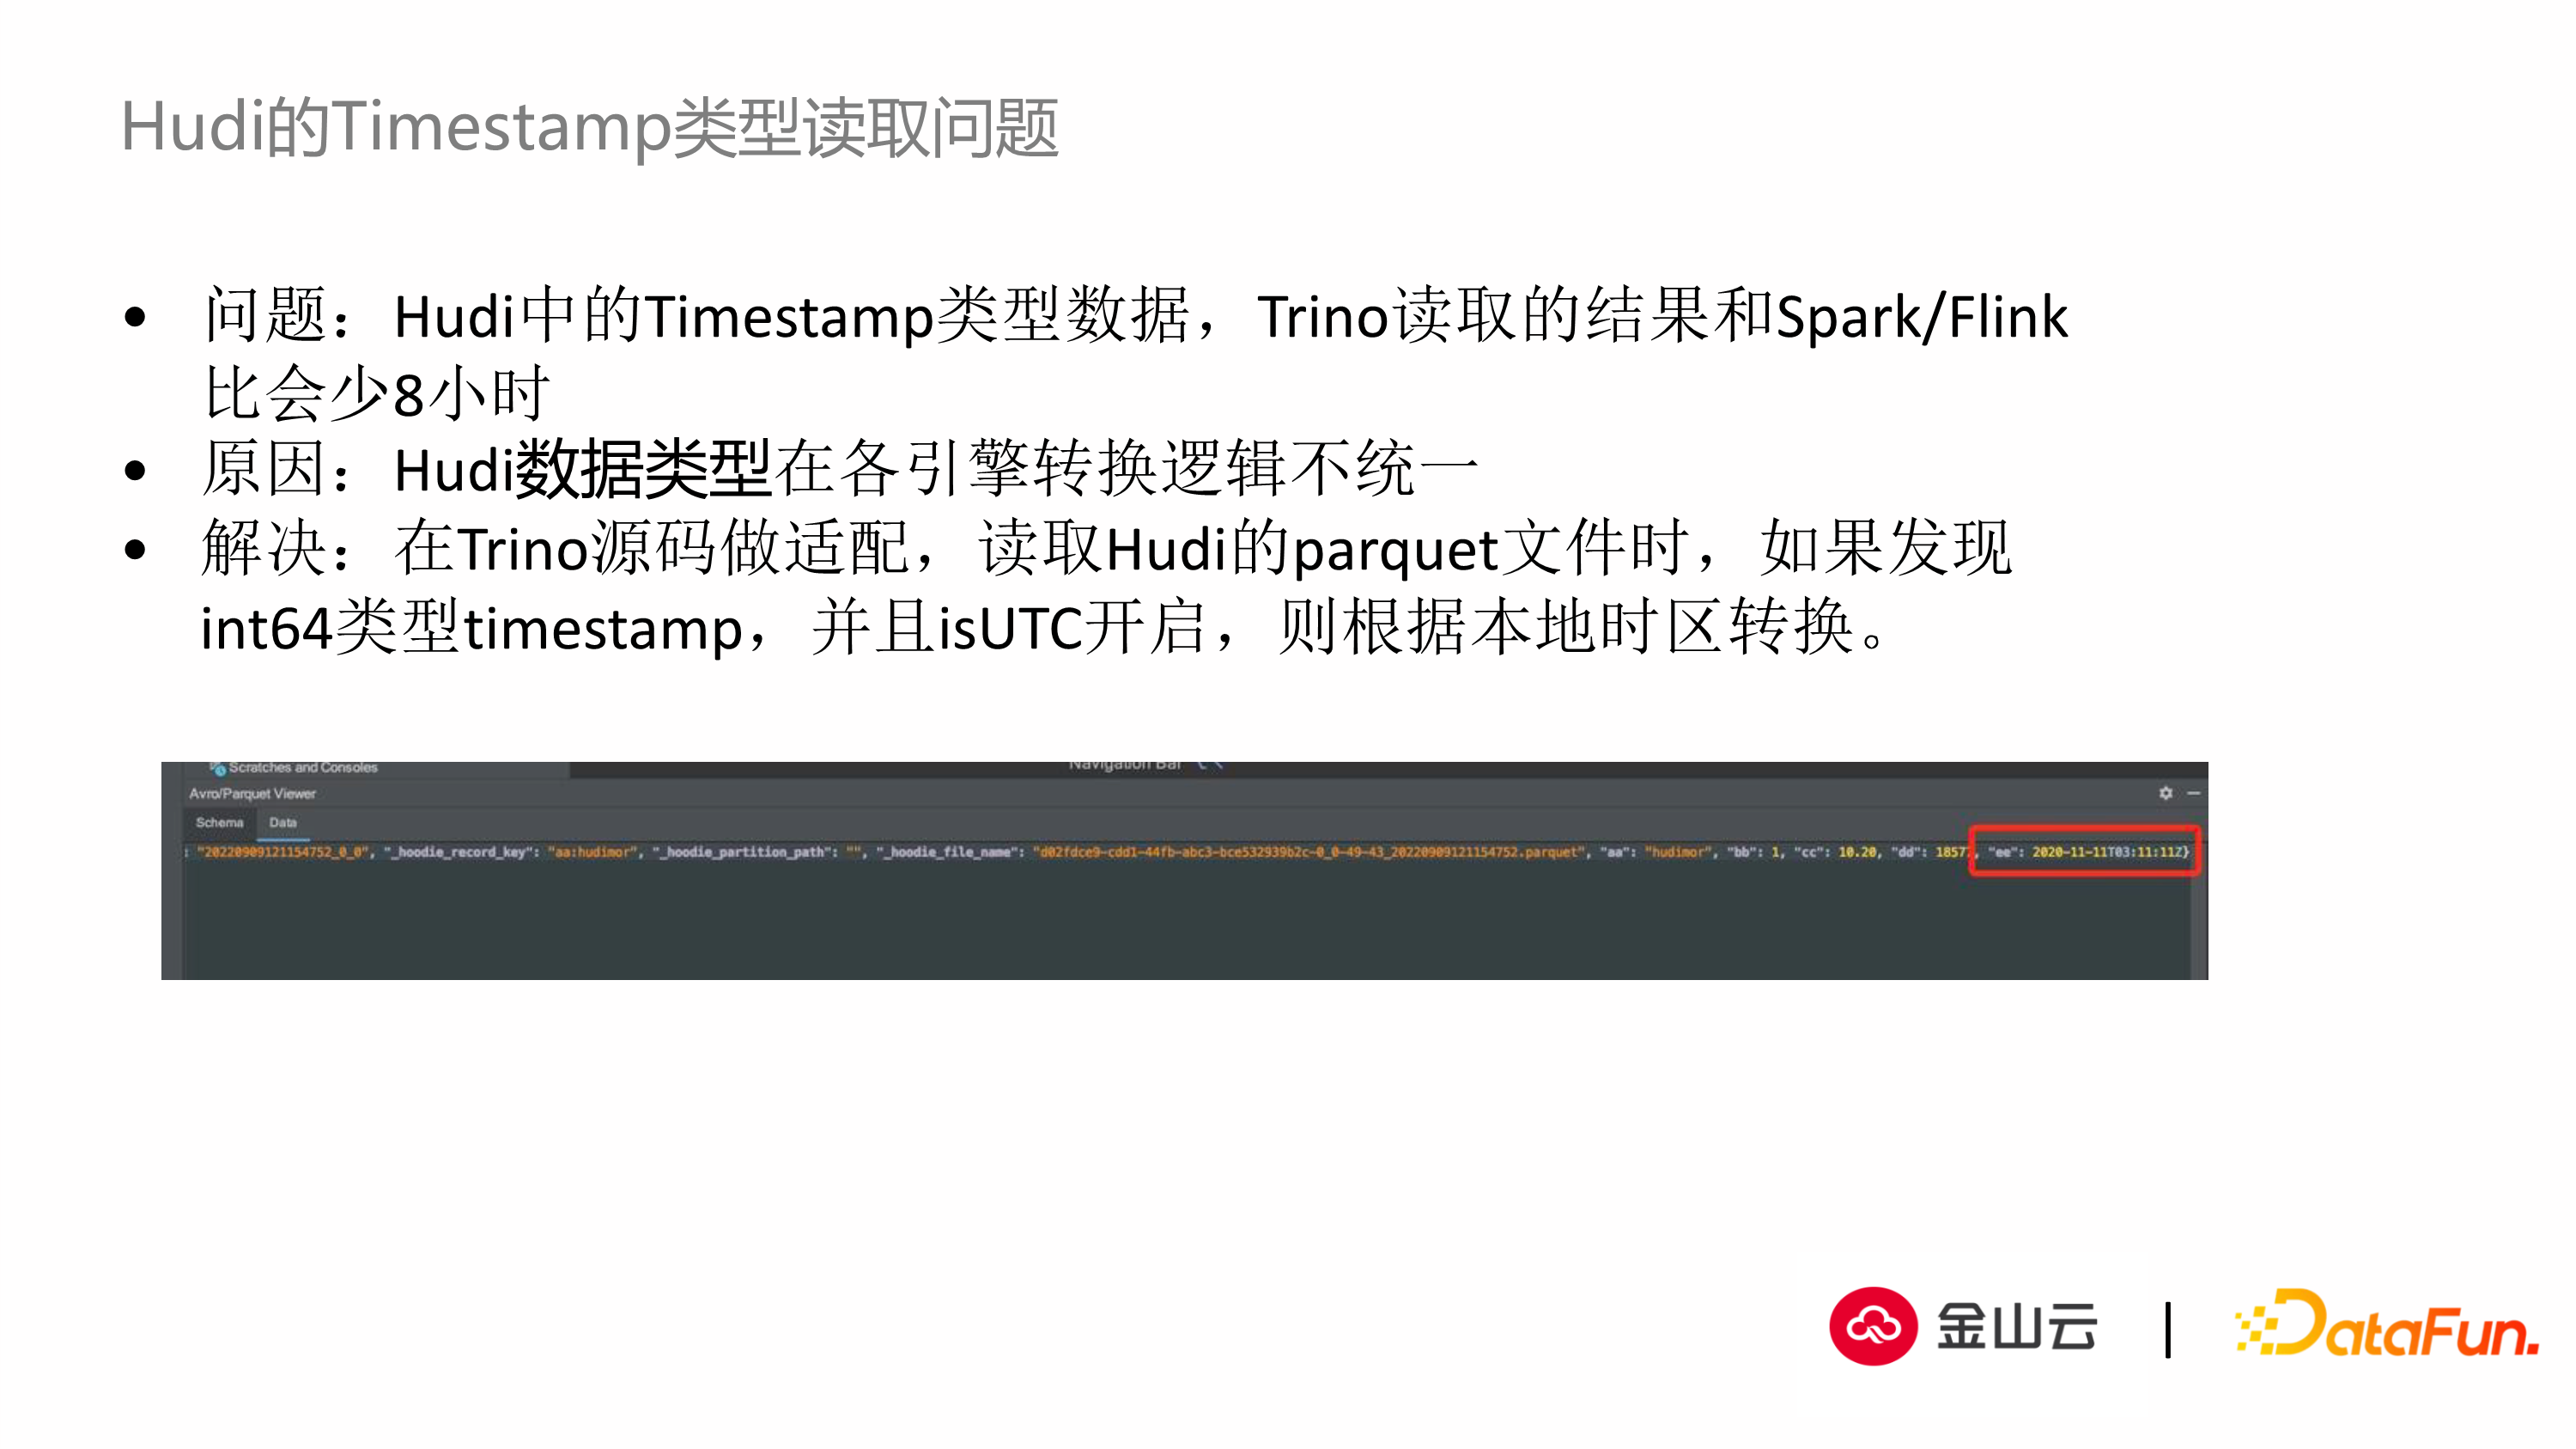 Hudi的Timestamp类型读取问题
• 问题：Hudi中的Timestamp类型数据，Trino读取的结果和Spark/Flink
比会少8小时
• 原因：Hudi数据类型在各引擎转换逻辑不统一
• 解决：在Trino源码做适配，读取Hudi的parquet文件时，如果发现
int64类型timestamp，并且isUTC开启，则根据本地时区转换。
Scratches and Consoles
Navigation Bar
Avro/Parquet Viewer
Schema Data
: "20220909121154752_0_0", "_hoodie_record_key": "aa:hudimor", "_hoodie_partition_path": "", "_hoodie_file_name": "d02fdce9-cdd1-44fb-abc3-bce532939b2c-0_0-49-43_20220909121154752.parquet", "aa": "hudimor", "bb": 1, "cc": 10.20, "dd": 18577, "ee": 2020-11-11T03:11:11Z}
金山云 | DataFun.